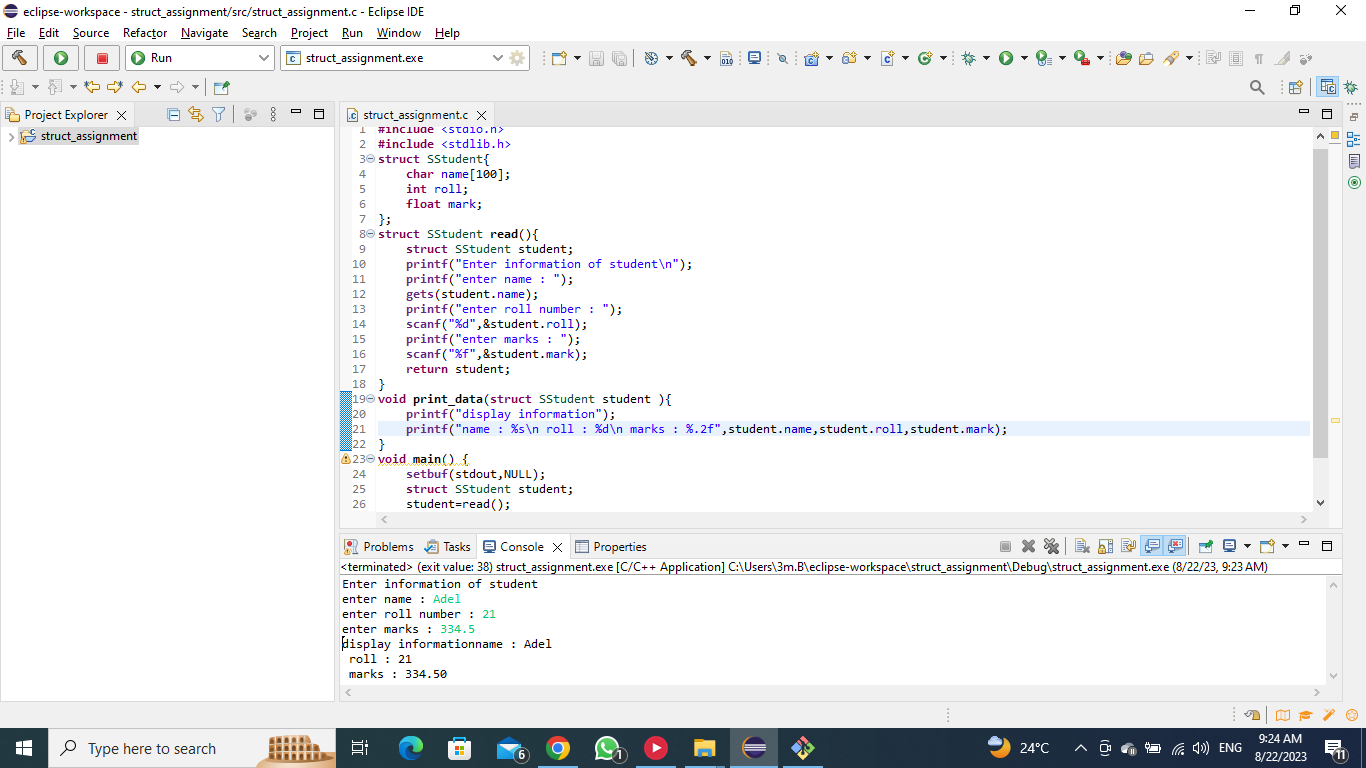 eclipse-workspace - struct_assignment/src/struct_assignment.c - Eclipse IDE
File Edit Source Refactor Navigate Search Project Run Window Help
Run struct_assignment.exe
Project Explorer
struct_assignment
struct_assignment.c
1 #include <stdio.h>
2 #include <stdlib.h>
3 struct SStudent{
4 char name[100];
5 int roll;
6 float mark;
7 };
8 struct SStudent read(){
9 struct SStudent student;
10 printf("Enter information of student\n");
11 printf("enter name : ");
12 gets(student.name);
13 printf("enter roll number : ");
14 scanf("%d",&student.roll);
15 printf("enter marks : ");
16 scanf("%f",&student.mark);
17 return student;
18 }
19 void print_data(struct SStudent student ){
20 printf("display information");
21 printf("name : %s\n roll : %d\n marks : %.2f",student.name,student.roll,student.mark);
22 }
23 void main() {
24 setbuf(stdout,NULL);
25 struct SStudent student;
26 student=read();
Problems Tasks Console Properties
<terminated> (exit value: 38) struct_assignment.exe [C/C++ Application] C:\Users\3m.B\eclipse-workspace\struct_assignment\Debug\struct_assignment.exe (8/22/23, 9:23 AM)
Enter information of student
enter name : Adel
enter roll number : 21
enter marks : 334.5
display informationname : Adel
roll : 21
marks : 334.50
Type here to search 6 1 24°C ENG 9:24 AM
8/22/2023 11